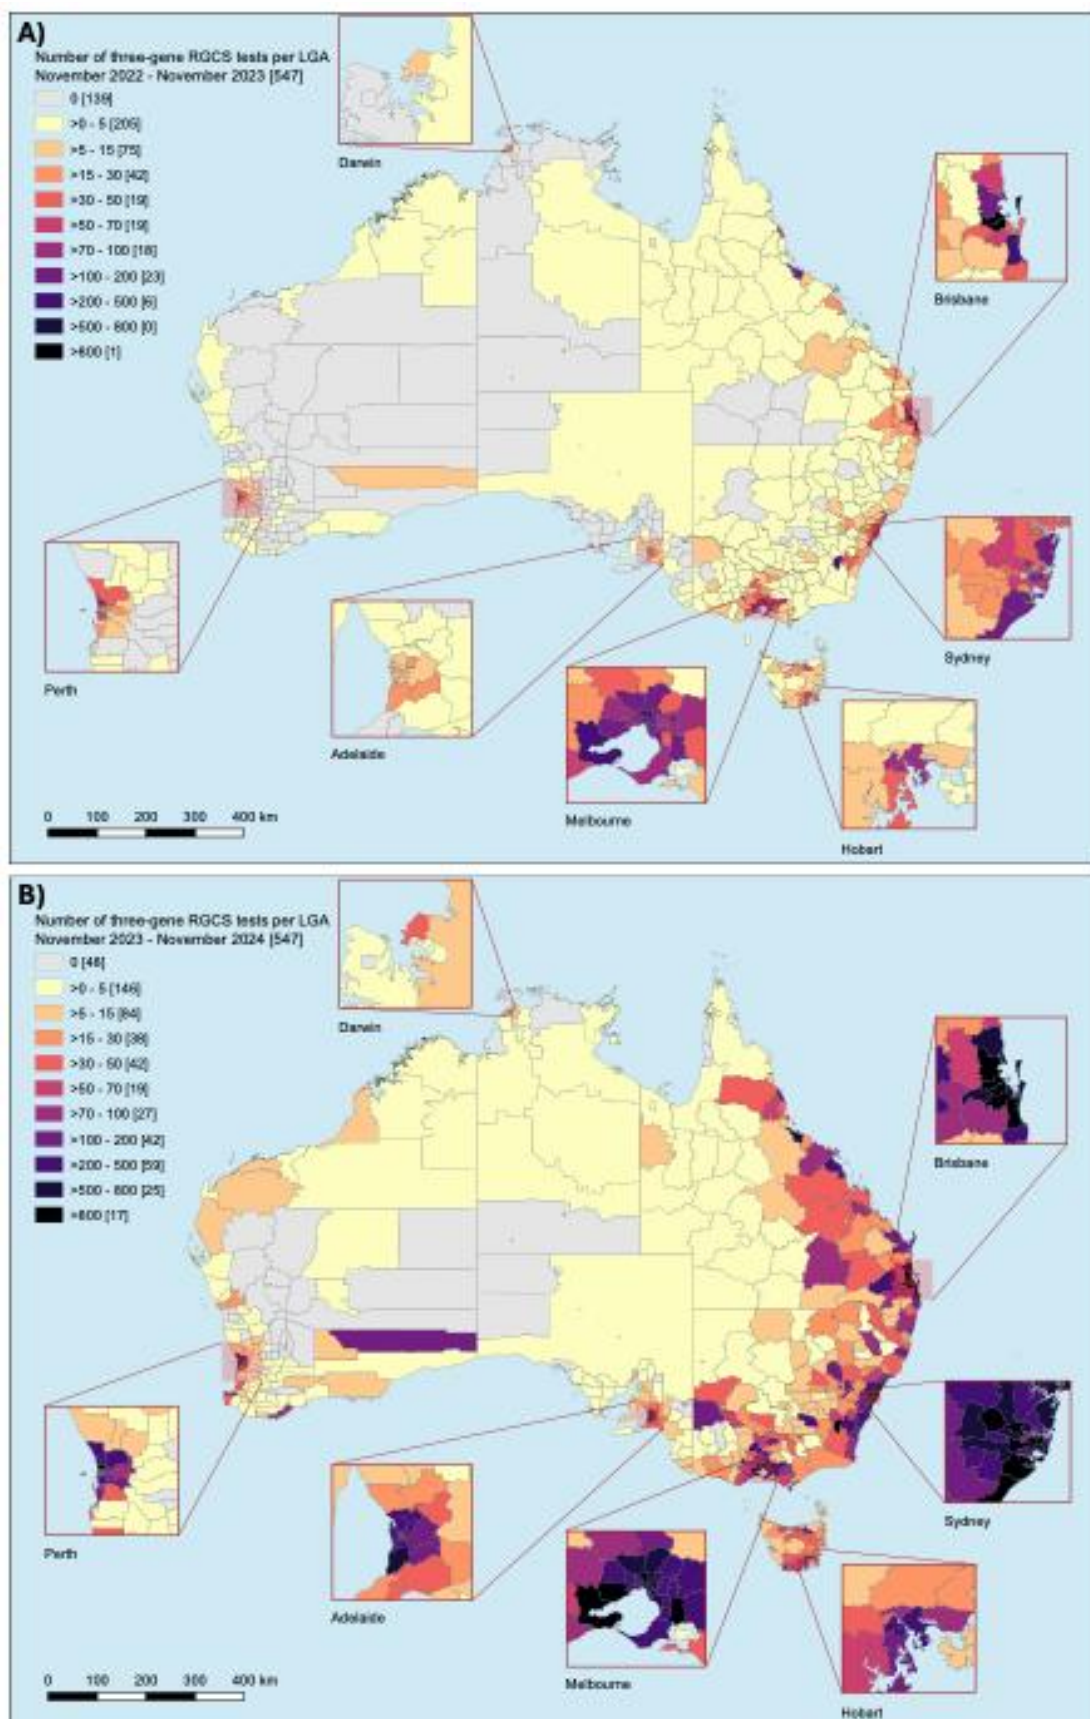 A)
Number of three-gene RGCS tests per LGA
November 2022 - November 2023 [547]
0 [139]
>0 - 5 [205]
>5 - 15 [75]
>15 - 30 [42]
>30 - 50 [19]
>50 - 70 [19]
>70 - 100 [18]
>100 - 200 [23]
>200 - 500 [6]
>500 - 800 [0]
>800 [1]
Darwin
Brisbane
Perth
Adelaide
Melbourne
Sydney
Hobart
0 100 200 300 400 km
B)
Number of three-gene RGCS tests per LGA
November 2023 - November 2024 [547]
0 [48]
>0 - 5 [146]
>5 - 15 [84]
>15 - 30 [38]
>30 - 50 [42]
>50 - 70 [19]
>70 - 100 [27]
>100 - 200 [42]
>200 - 500 [59]
>500 - 800 [25]
>800 [17]
Darwin
Brisbane
Perth
Adelaide
Melbourne
Sydney
Hobart
0 100 200 300 400 km